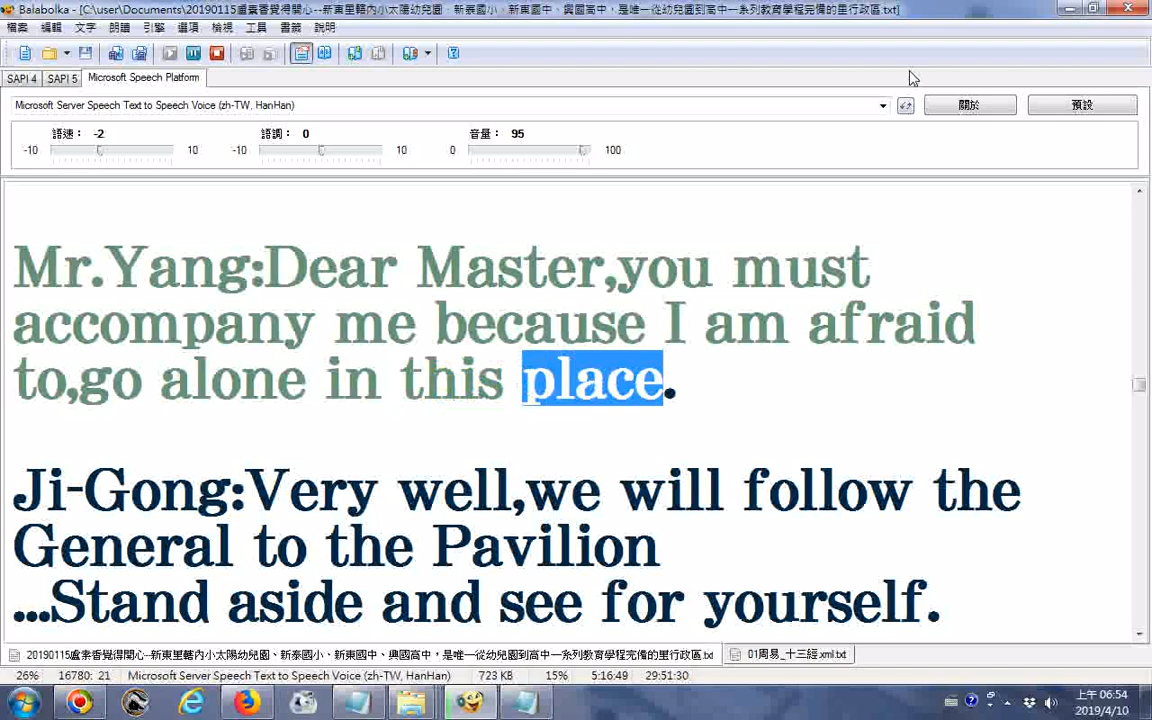 Balabolka - [C:\user\Documents\20190115盧素香覺得開心--新東里轄內小太陽幼兒園、新泰國小、新東國中、興國高中，是唯一從幼兒園到高中一系列教育學程完備的里行政區.txt]
檔案 編輯 文字 朗讀 引擎 選項 檢視 工具 書籤 說明
SAPI 4 SAPI 5 Microsoft Speech Platform
Microsoft Server Speech Text to Speech Voice (zh-TW, HanHan) 關於 預設
語速： -2 語調： 0 音量： 95
-10 10 -10 10 0 100
Mr.Yang:Dear Master,you must
accompany me because I am afraid
to,go alone in this place.
Ji-Gong:Very well,we will follow the
General to the Pavilion
...Stand aside and see for yourself.
20190115盧素香覺得開心--新東里轄內小太陽幼兒園、新泰國小、新東國中、興國高中，是唯一從幼兒園到高中一系列教育學程完備的里行政區.txt 01周易_十三經.xml.txt
26% 16780: 21 Microsoft Server Speech Text to Speech Voice (zh-TW, HanHan) 723 KB 15% 5:16:49 29:51:30
上午 06:54
2019/4/10